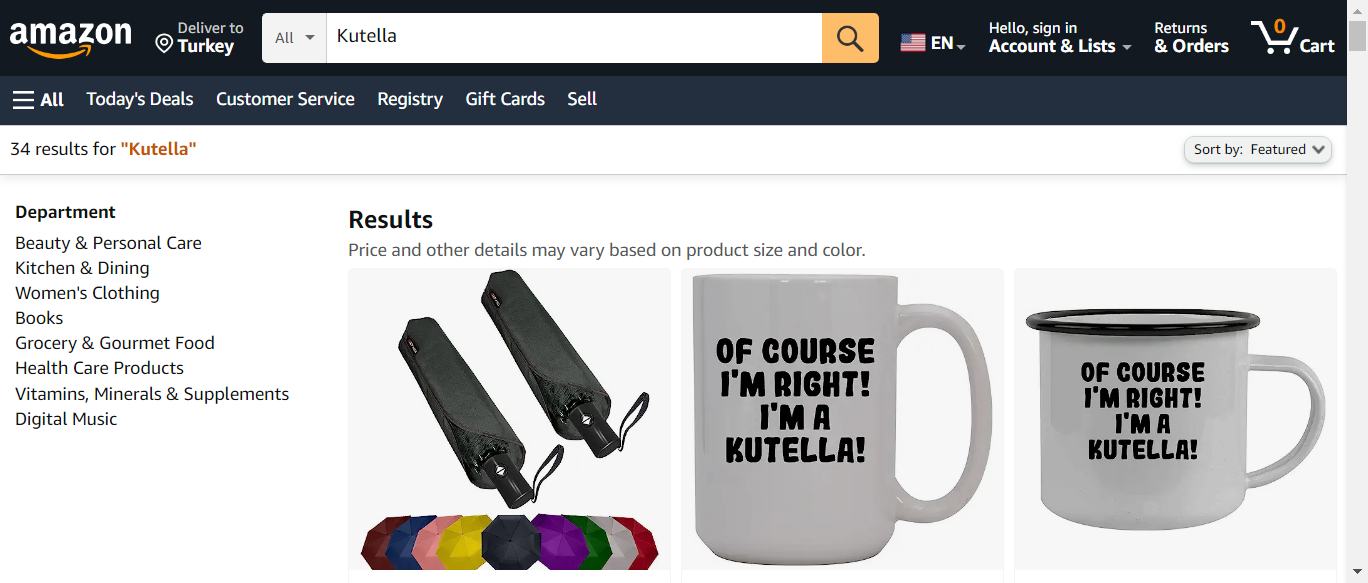 amazon
Deliver to
Turkey
All
Kutella
EN
Hello, sign in
Account & Lists
Returns
& Orders
0
Cart
All
Today's Deals
Customer Service
Registry
Gift Cards
Sell
34 results for "Kutella"
Sort by: Featured
Department
Beauty & Personal Care
Kitchen & Dining
Women's Clothing
Books
Grocery & Gourmet Food
Health Care Products
Vitamins, Minerals & Supplements
Digital Music
Results
Price and other details may vary based on product size and color.
OF COURSE
I'M RIGHT!
I'M A
KUTELLA!
OF COURSE
I'M RIGHT!
I'M A
KUTELLA!